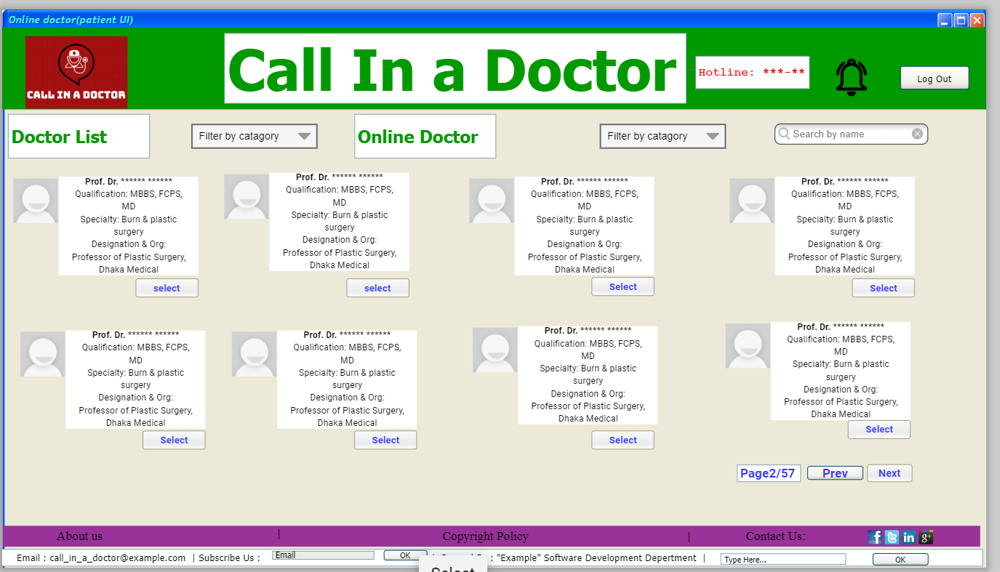 Online doctor(patient UI)
CALL IN A DOCTOR
Call In a Doctor
Hotline: ***-**
Log Out
Doctor List
Filter by catagory
Online Doctor
Filter by catagory
Search by name
Prof. Dr. ****** ******
Qualification: MBBS, FCPS,
MD
Specialty: Burn & plastic
surgery
Designation & Org:
Professor of Plastic Surgery,
Dhaka Medical
select
Prof. Dr. ****** ******
Qualification: MBBS, FCPS,
MD
Specialty: Burn & plastic
surgery
Designation & Org:
Professor of Plastic Surgery,
Dhaka Medical
select
Prof. Dr. ****** ******
Qualification: MBBS, FCPS,
MD
Specialty: Burn & plastic
surgery
Designation & Org:
Professor of Plastic Surgery,
Dhaka Medical
Select
Prof. Dr. ****** ******
Qualification: MBBS, FCPS,
MD
Specialty: Burn & plastic
surgery
Designation & Org:
Professor of Plastic Surgery,
Dhaka Medical
Select
Prof. Dr. ****** ******
Qualification: MBBS, FCPS,
MD
Specialty: Burn & plastic
surgery
Designation & Org:
Professor of Plastic Surgery,
Dhaka Medical
Select
Prof. Dr. ****** ******
Qualification: MBBS, FCPS,
MD
Specialty: Burn & plastic
surgery
Designation & Org:
Professor of Plastic Surgery,
Dhaka Medical
Select
Prof. Dr. ****** ******
Qualification: MBBS, FCPS,
MD
Specialty: Burn & plastic
surgery
Designation & Org:
Professor of Plastic Surgery,
Dhaka Medical
Select
Prof. Dr. ****** ******
Qualification: MBBS, FCPS,
MD
Specialty: Burn & plastic
surgery
Designation & Org:
Professor of Plastic Surgery,
Dhaka Medical
Select
Page2/57
Prev
Next
About us | Copyright Policy | Contact Us:
Email : call_in_a_doctor@example.com | Subscribe Us :
Email
OK
: "Example" Software Development Depertment |
Type Here...
OK
Select